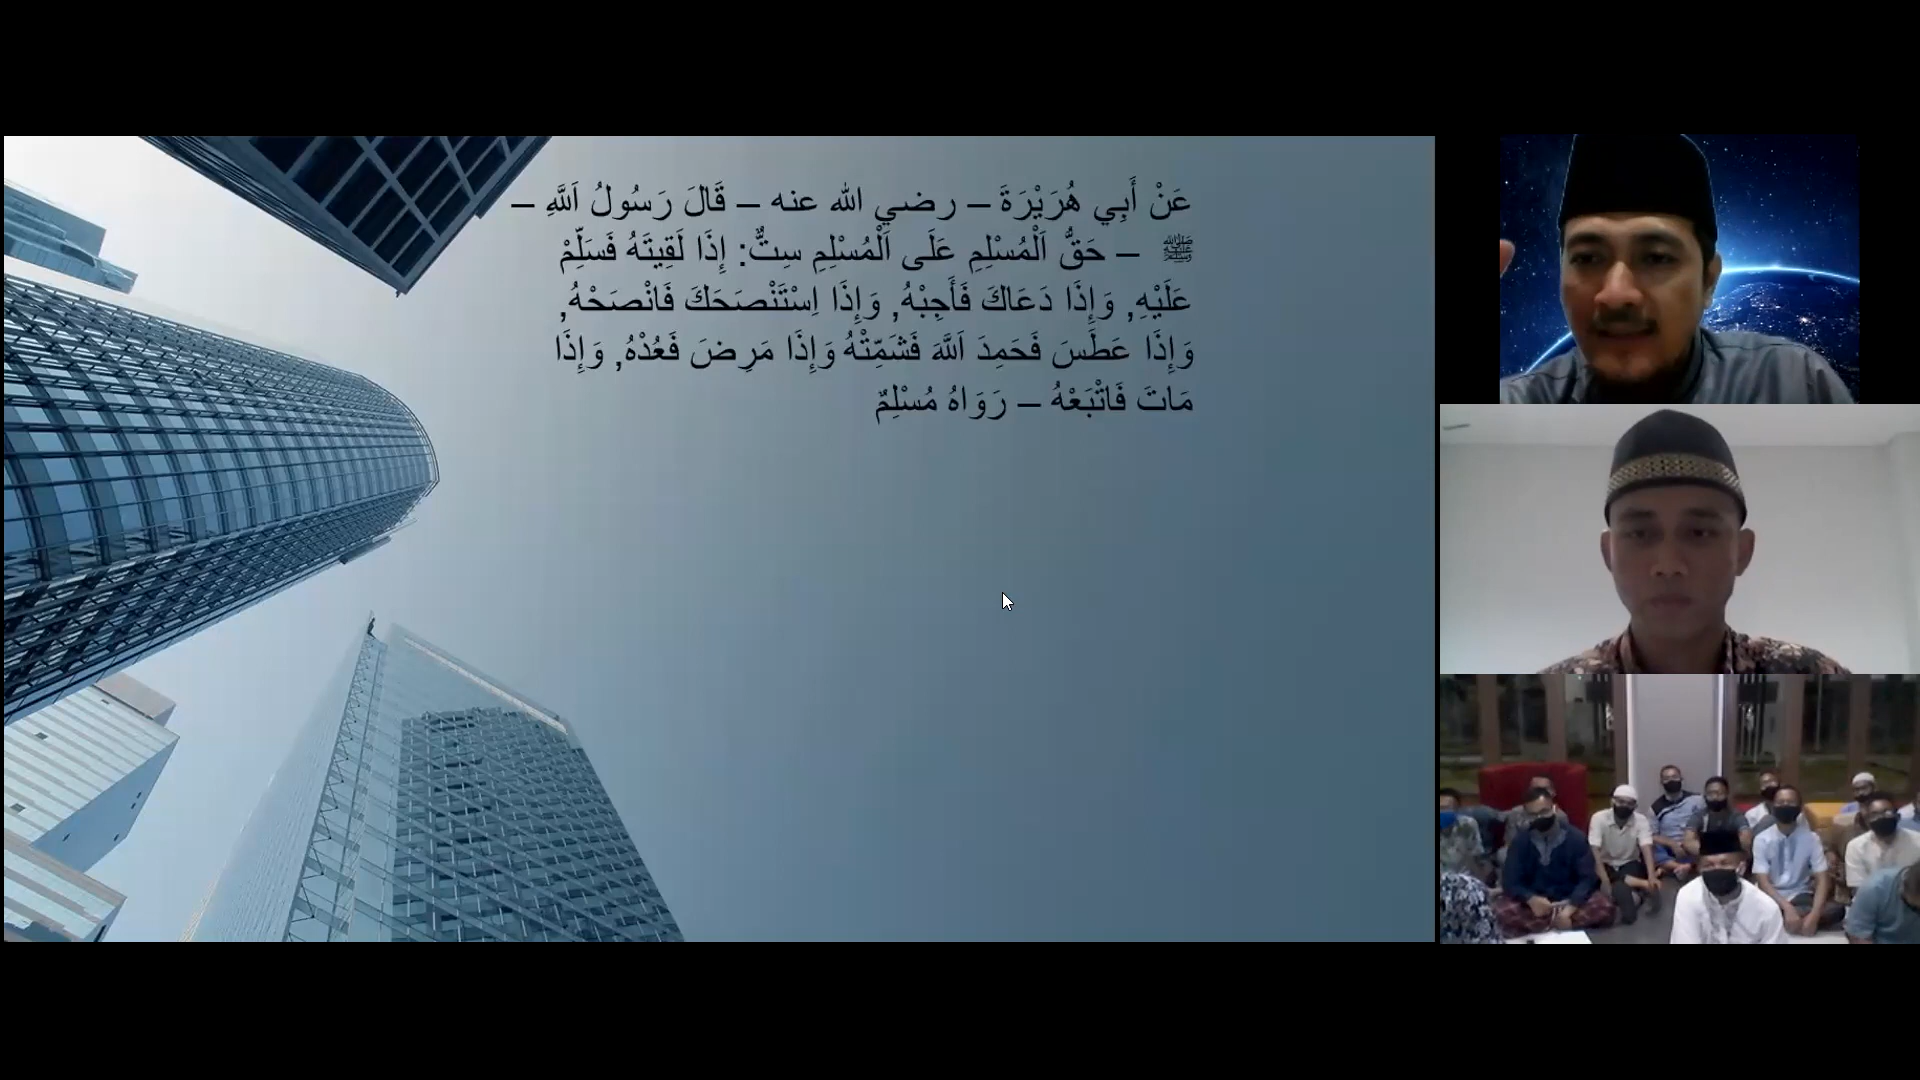 عَنْ أَبِي هُرَيْرَةَ – رضي الله عنه – قَالَ رَسُولُ اَللَّهِ –
ﷺ – حَقُّ اَلْمُسْلِمِ عَلَى اَلْمُسْلِمِ سِتٌّ: إِذَا لَقِيتَهُ فَسَلِّمْ
عَلَيْهِ, وَإِذَا دَعَاكَ فَأَجِبْهُ, وَإِذَا اِسْتَنْصَحَكَ فَانْصَحْهُ,
وَإِذَا عَطَسَ فَحَمِدَ اَللَّهَ فَشَمِّتْهُ وَإِذَا مَرِضَ فَعُدْهُ, وَإِذَا
مَاتَ فَاتْبَعْهُ – رَوَاهُ مُسْلِمٌ